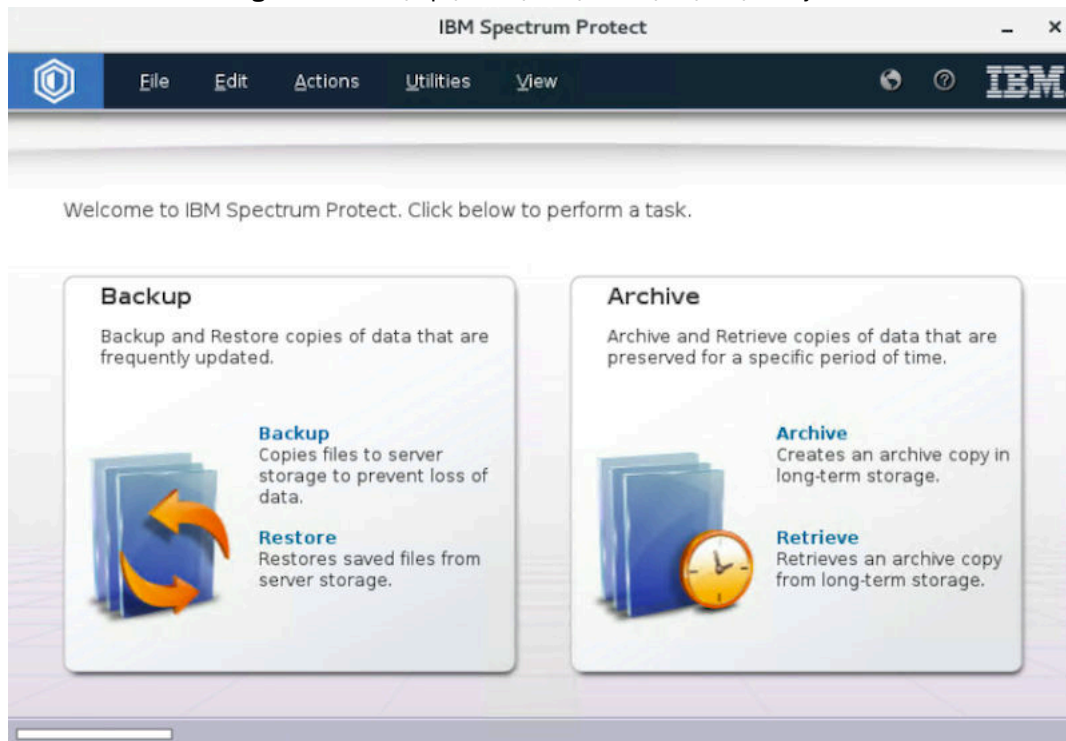 IBM Spectrum Protect
File Edit Actions Utilities View IBM
Welcome to IBM Spectrum Protect. Click below to perform a task.
Backup
Backup and Restore copies of data that are
frequently updated.
Backup
Copies files to server
storage to prevent loss of
data.
Restore
Restores saved files from
server storage.
Archive
Archive and Retrieve copies of data that are
preserved for a specific period of time.
Archive
Creates an archive copy in
long-term storage.
Retrieve
Retrieves an archive copy
from long-term storage.